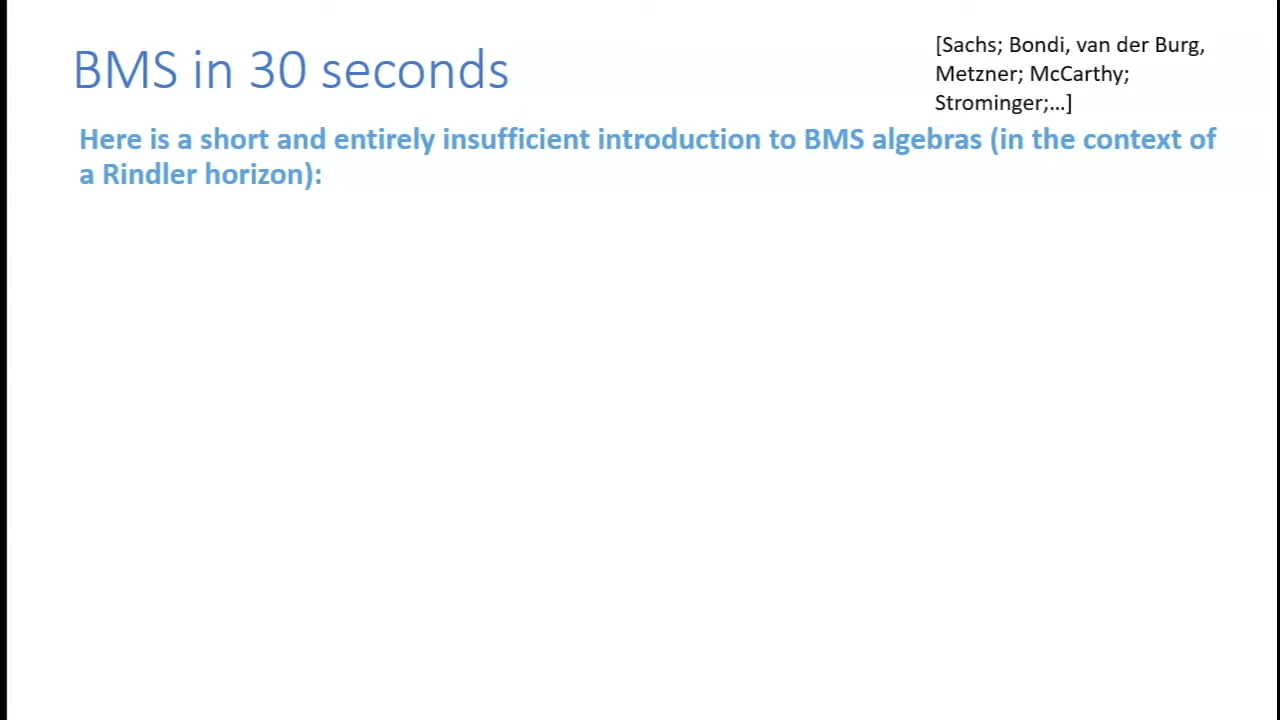 BMS in 30 seconds
[Sachs; Bondi, van der Burg,
Metzner; McCarthy;
Strominger;...]
Here is a short and entirely insufficient introduction to BMS algebras (in the context of
a Rindler horizon):